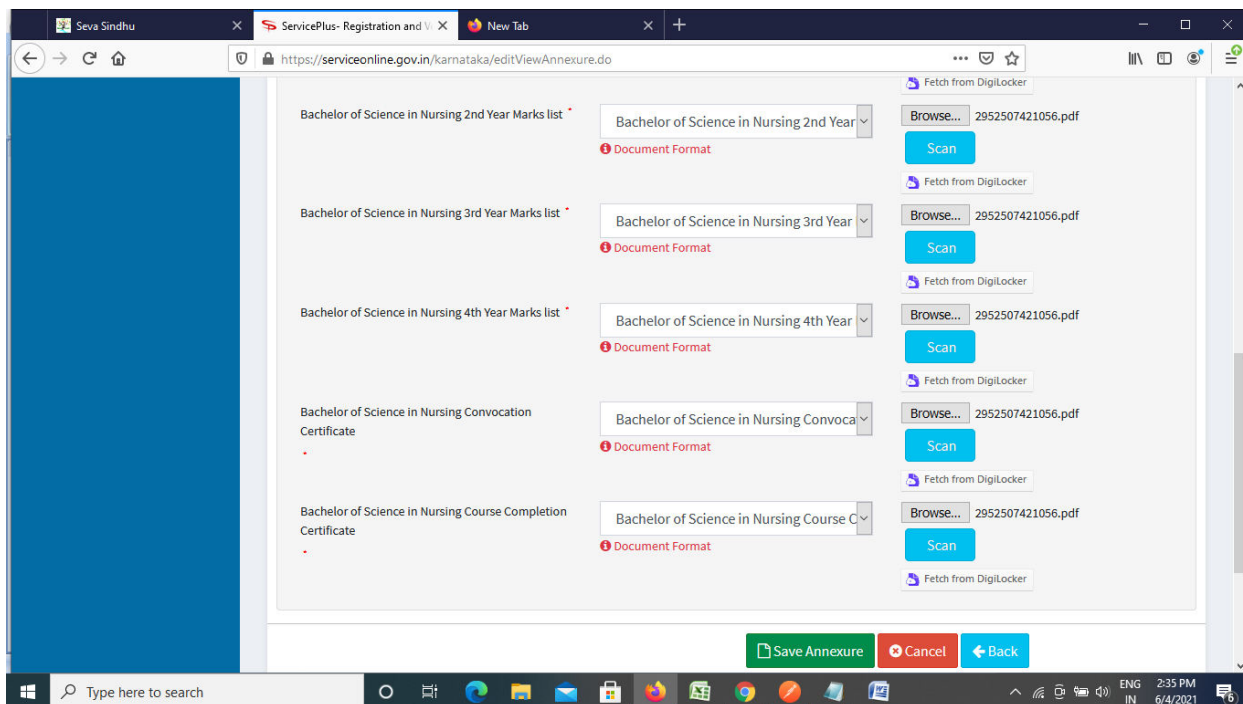 Seva Sindhu
ServicePlus- Registration and
New Tab
https://serviceonline.gov.in/karnataka/editViewAnnexure.do
Fetch from DigiLocker
Bachelor of Science in Nursing 2nd Year Marks list *
Bachelor of Science in Nursing 2nd Year
Browse... 2952507421056.pdf
Document Format
Scan
Fetch from DigiLocker
Bachelor of Science in Nursing 3rd Year Marks list *
Bachelor of Science in Nursing 3rd Year
Browse... 2952507421056.pdf
Document Format
Scan
Fetch from DigiLocker
Bachelor of Science in Nursing 4th Year Marks list *
Bachelor of Science in Nursing 4th Year
Browse... 2952507421056.pdf
Document Format
Scan
Fetch from DigiLocker
Bachelor of Science in Nursing Convocation
Certificate
*
Bachelor of Science in Nursing Convoca
Browse... 2952507421056.pdf
Document Format
Scan
Fetch from DigiLocker
Bachelor of Science in Nursing Course Completion
Certificate
*
Bachelor of Science in Nursing Course C
Browse... 2952507421056.pdf
Document Format
Scan
Fetch from DigiLocker
Save Annexure
Cancel
Back
Type here to search
ENG
IN
2:35 PM
6/4/2021
6